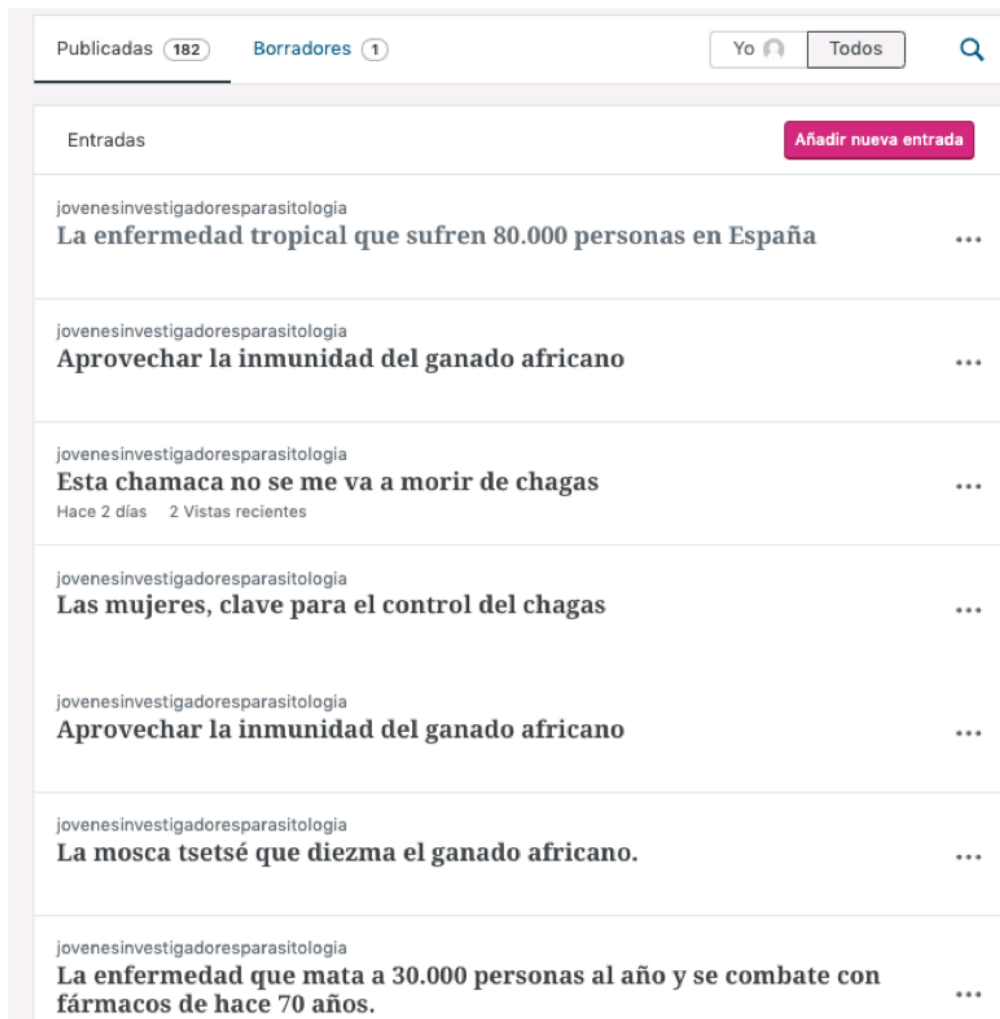 Publicadas 182 Borradores 1 Yo Todos
Entradas Añadir nueva entrada
jovenesinvestigadoresparasitologia
La enfermedad tropical que sufren 80.000 personas en España
jovenesinvestigadoresparasitologia
Aprovechar la inmunidad del ganado africano
jovenesinvestigadoresparasitologia
Esta chamaca no se me va a morir de chagas
Hace 2 días 2 Vistas recientes
jovenesinvestigadoresparasitologia
Las mujeres, clave para el control del chagas
jovenesinvestigadoresparasitologia
Aprovechar la inmunidad del ganado africano
jovenesinvestigadoresparasitologia
La mosca tsetsé que diezma el ganado africano.
jovenesinvestigadoresparasitologia
La enfermedad que mata a 30.000 personas al año y se combate con
fármacos de hace 70 años.